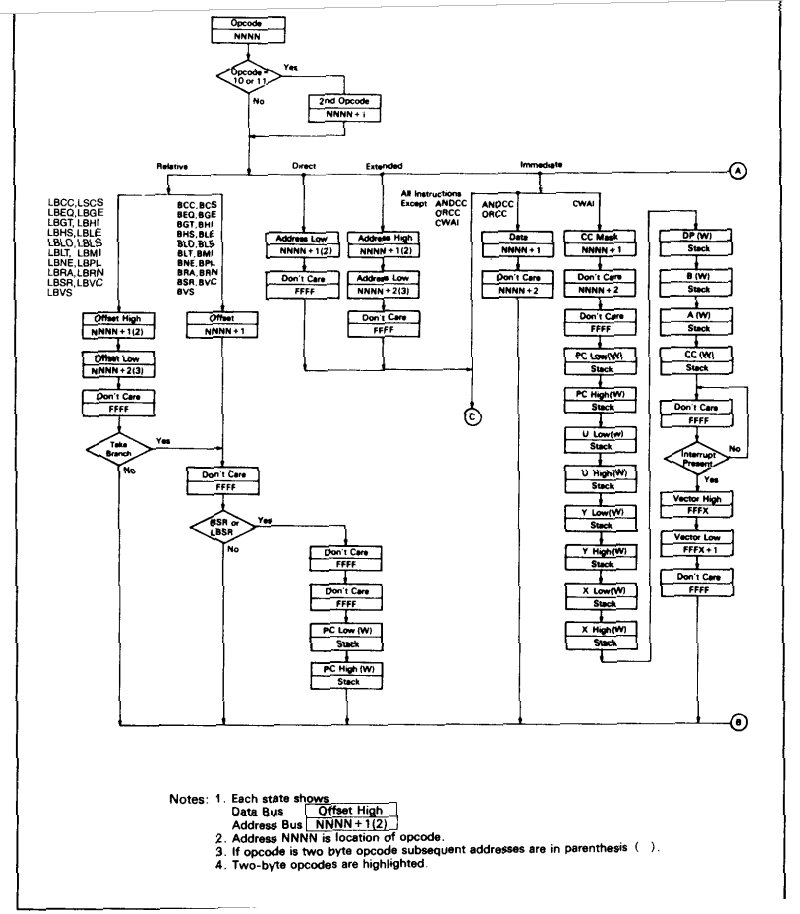 Opcode
NNNN
Opcode =
10 or 11
Yes
No
2nd Opcode
NNNN + 1
Relative
Direct
Extended
Immediate
A
LBCC,LSCS
LBEQ,LBGE
LBGT,LBHI
LBHS,LBLE
LBLO,LBLS
LBLT, LBMI
LBNE,LBPL
LBRA,LBRN
LBSR,LBVC
LBVS
BCC,BCS
BEQ,BGE
BGT,BHI
BHS,BLE
BLO,BLS
BLT,BMI
BNE,BPL
BRA,BRN
BSR,BVC
BVS
Offset High
NNNN + 1(2)
Offset Low
NNNN + 2(3)
Don't Care
FFFF
Take
Branch
Yes
No
Offset
NNNN + 1
Don't Care
FFFF
BSR or
LBSR
Yes
No
Don't Care
FFFF
Don't Care
FFFF
PC Low (W)
Stack
PC High (W)
Stack
Address Low
NNNN + 1(2)
Don't Care
FFFF
Address High
NNNN + 1(2)
Address Low
NNNN + 2(3)
Don't Care
FFFF
All Instructions
Except ANDCC
ORCC
CWAI
C
ANDCC
ORCC
Data
NNNN + 1
Don't Care
NNNN + 2
CWAI
CC Mask
NNNN + 1
Don't Care
NNNN + 2
Don't Care
FFFF
PC Low(W)
Stack
PC High(W)
Stack
U Low(w)
Stack
U High(W)
Stack
Y Low(W)
Stack
Y High(W)
Stack
X Low(W)
Stack
X High(W)
Stack
DP (W)
Stack
B (W)
Stack
A (W)
Stack
CC (W)
Stack
Don't Care
FFFF
Interrupt
Present
No
Yes
Vector High
FFFX
Vector Low
FFFX + 1
Don't Care
FFFF
B
Notes: 1. Each state shows
Data Bus Offset High
Address Bus NNNN + 1(2)
2. Address NNNN is location of opcode.
3. If opcode is two byte opcode subsequent addresses are in parenthesis ( ).
4. Two-byte opcodes are highlighted.